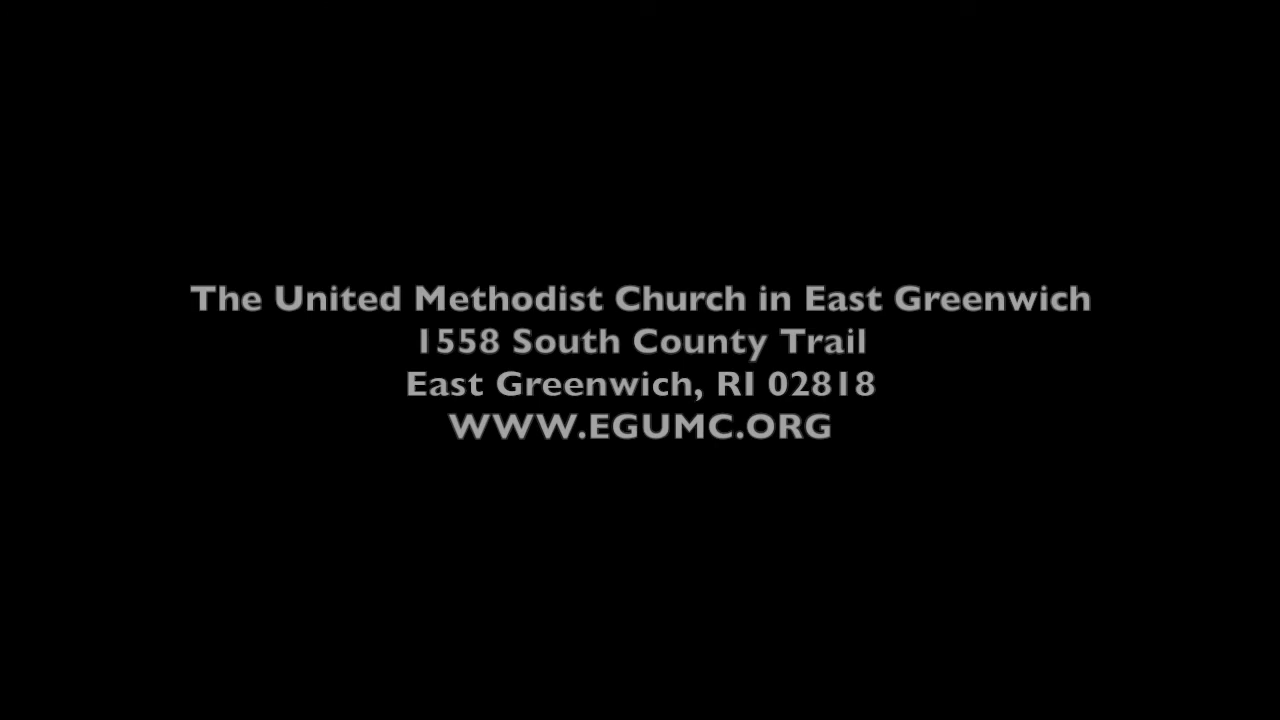 The United Methodist Church in East Greenwich
1558 South County Trail
East Greenwich, RI 02818
WWW.EGUMC.ORG